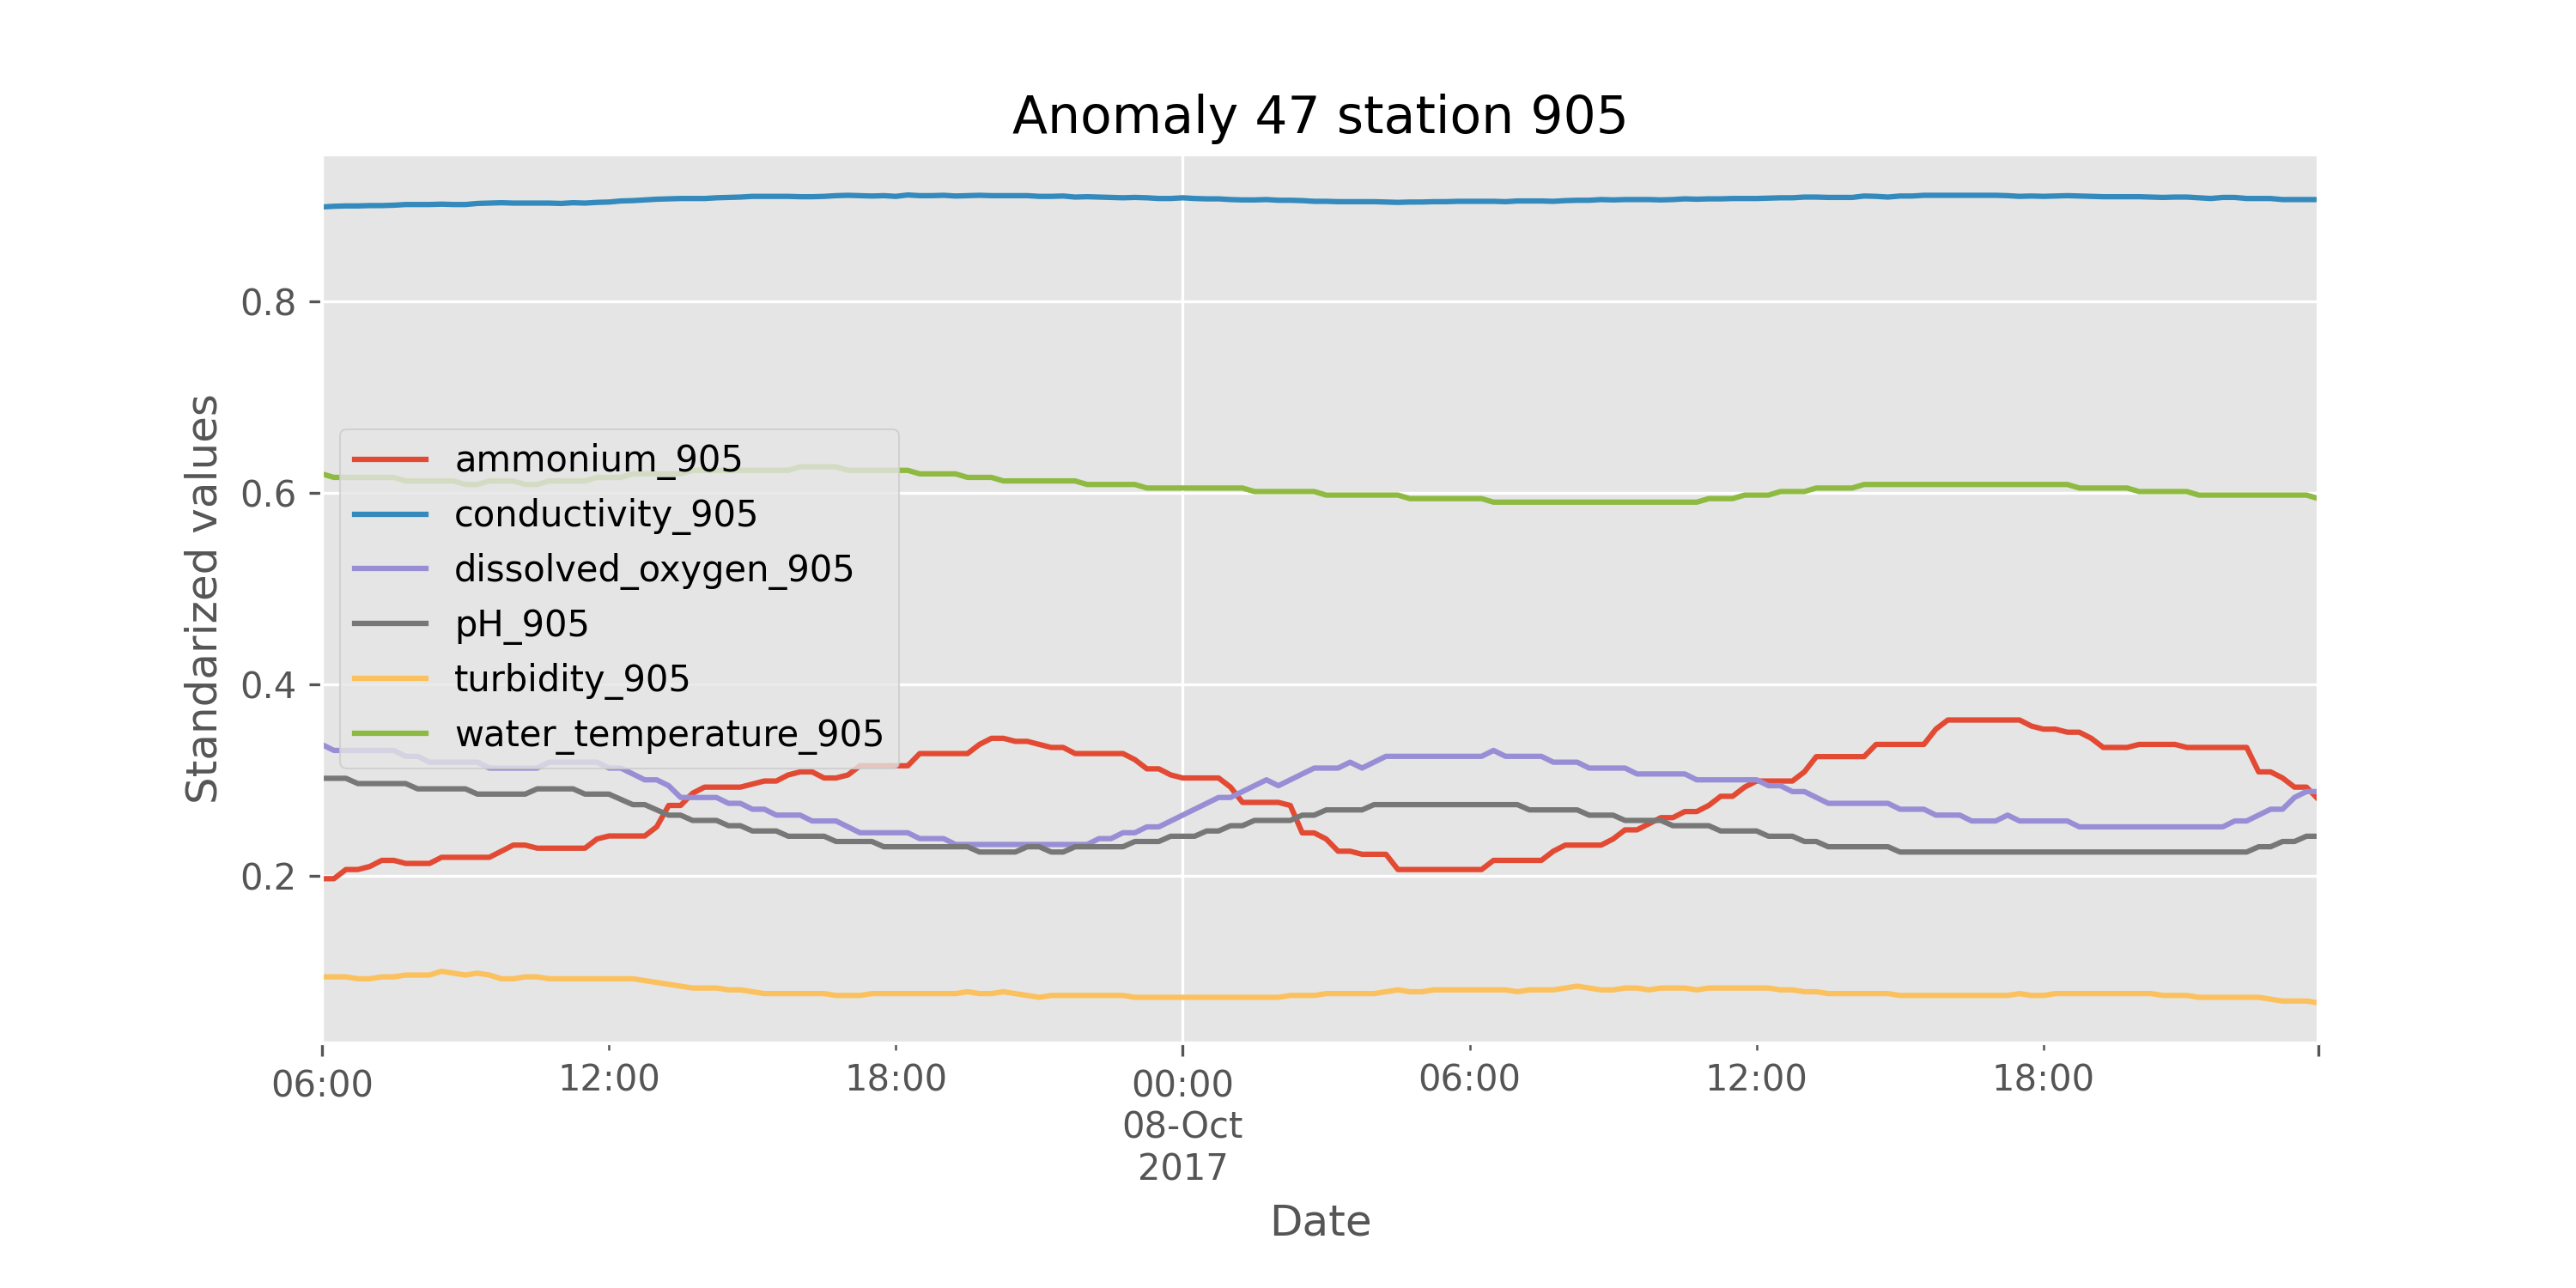 Anomaly 47 station 905
Standarized values
0.8
0.6
0.4
0.2
ammonium_905
conductivity_905
dissolved_oxygen_905
pH_905
turbidity_905
water_temperature_905
06:00 12:00 18:00 00:00 06:00 12:00 18:00
08-Oct
2017
Date